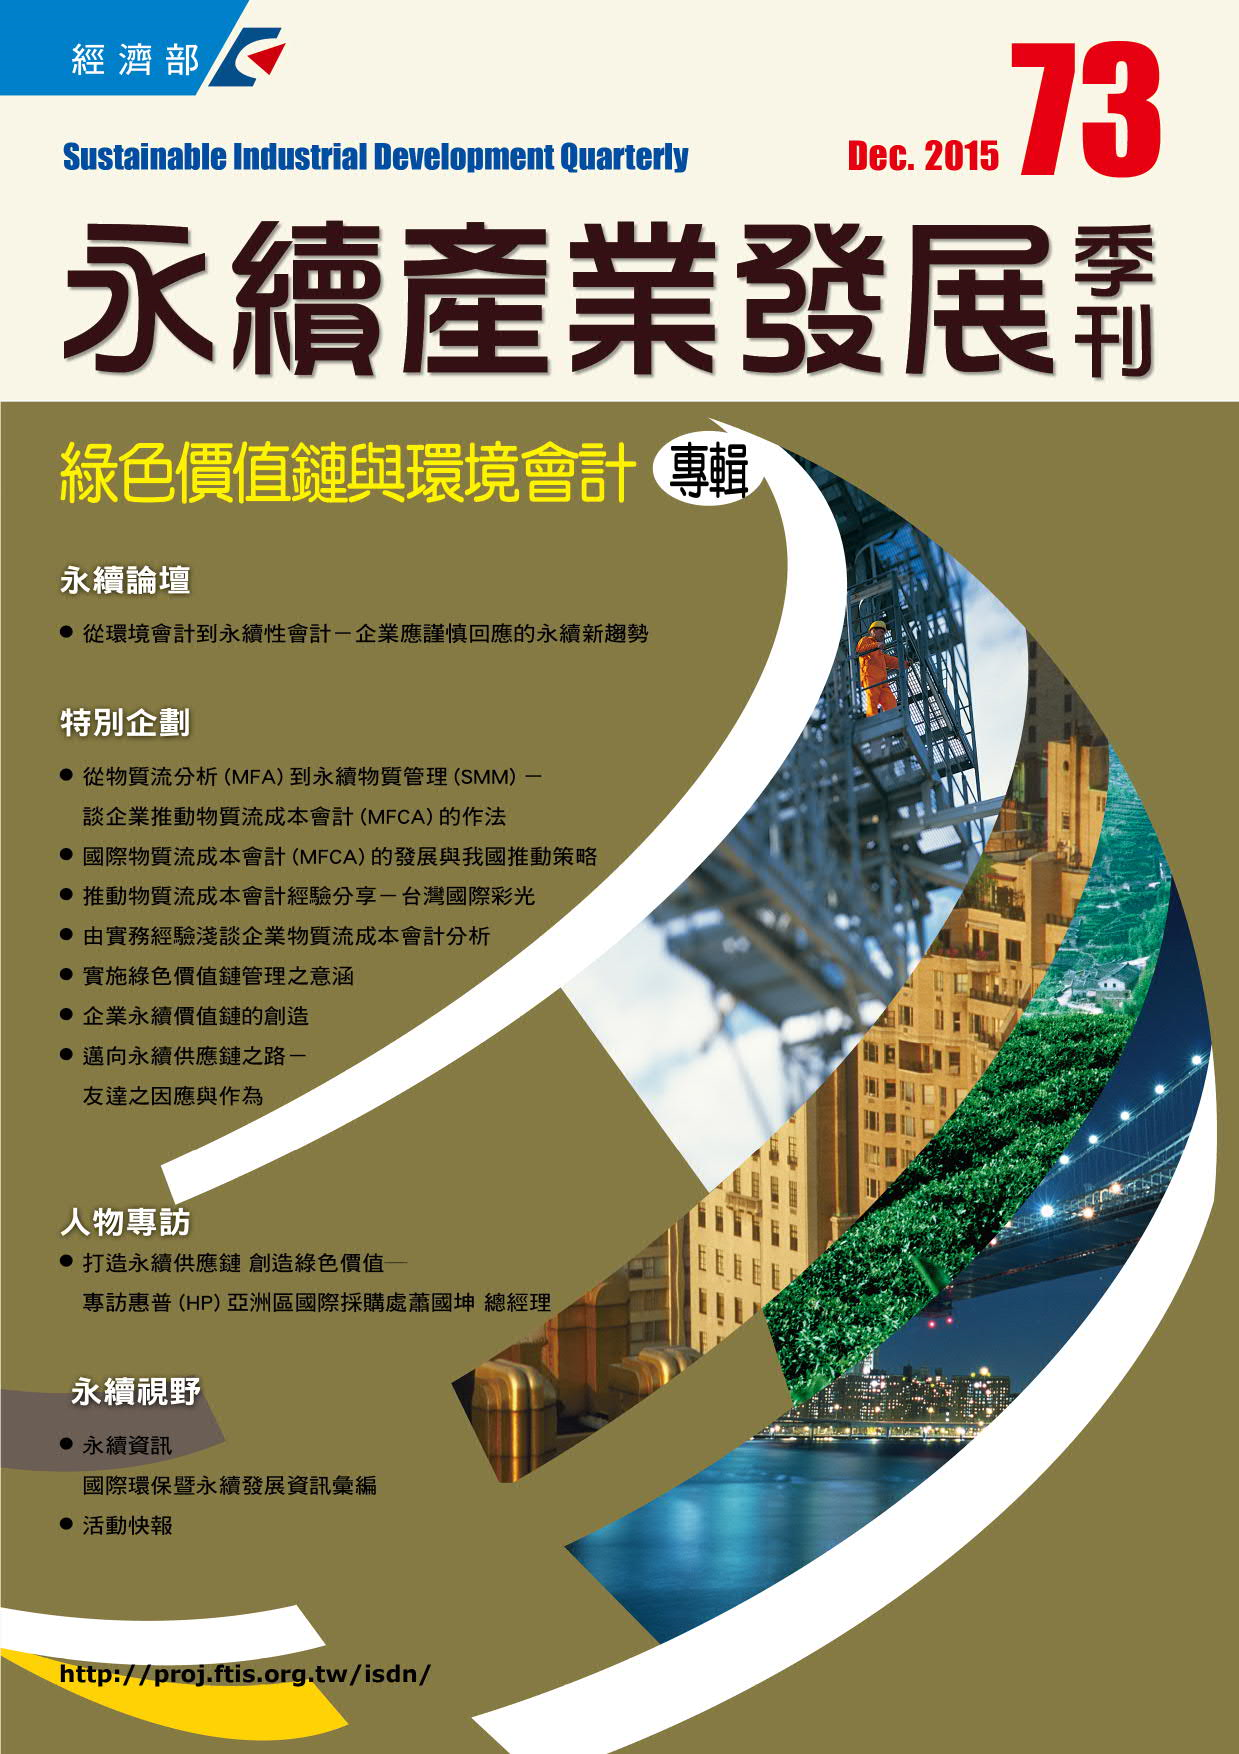 經濟部
Sustainable Industrial Development Quarterly
Dec. 2015 73
永續產業發展季刊
綠色價值鏈與環境會計 專輯
永續論壇
● 從環境會計到永續性會計－企業應謹慎回應的永續新趨勢
特別企劃
● 從物質流分析 (MFA) 到永續物質管理 (SMM) －
談企業推動物質流成本會計 (MFCA) 的作法
● 國際物質流成本會計 (MFCA) 的發展與我國推動策略
● 推動物質流成本會計經驗分享－台灣國際彩光
● 由實務經驗淺談企業物質流成本會計分析
● 實施綠色價值鏈管理之意涵
● 企業永續價值鏈的創造
● 邁向永續供應鏈之路－
友達之因應與作為
人物專訪
● 打造永續供應鏈 創造綠色價值—
專訪惠普 (HP) 亞洲區國際採購處蕭國坤 總經理
永續視野
● 永續資訊
國際環保暨永續發展資訊彙編
● 活動快報
http://proj.ftis.org.tw/isdn/